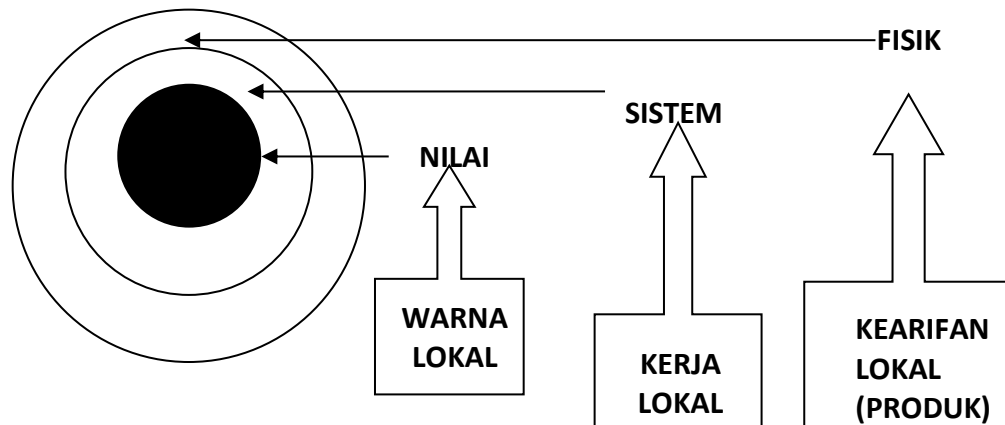 FISIK
SISTEM
NILAI
WARNA
LOKAL
KERJA
LOKAL
KEARIFAN
LOKAL
(PRODUK)